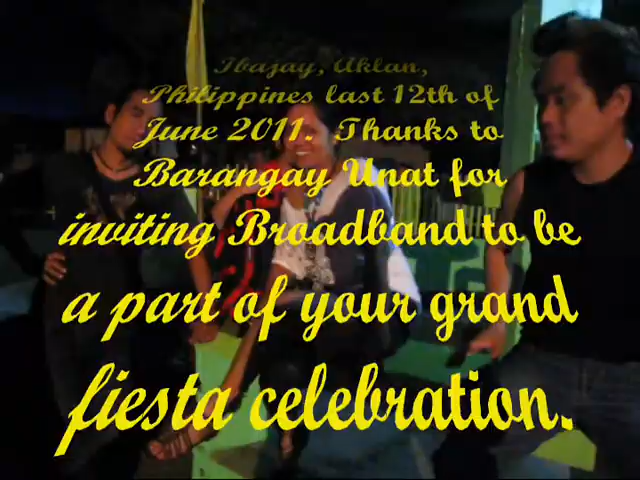 Ibajay, Aklan,
Philippines last 12th of
June 2011. Thanks to
Barangay Unat for
inviting Broadband to be
a part of your grand
fiesta celebration.